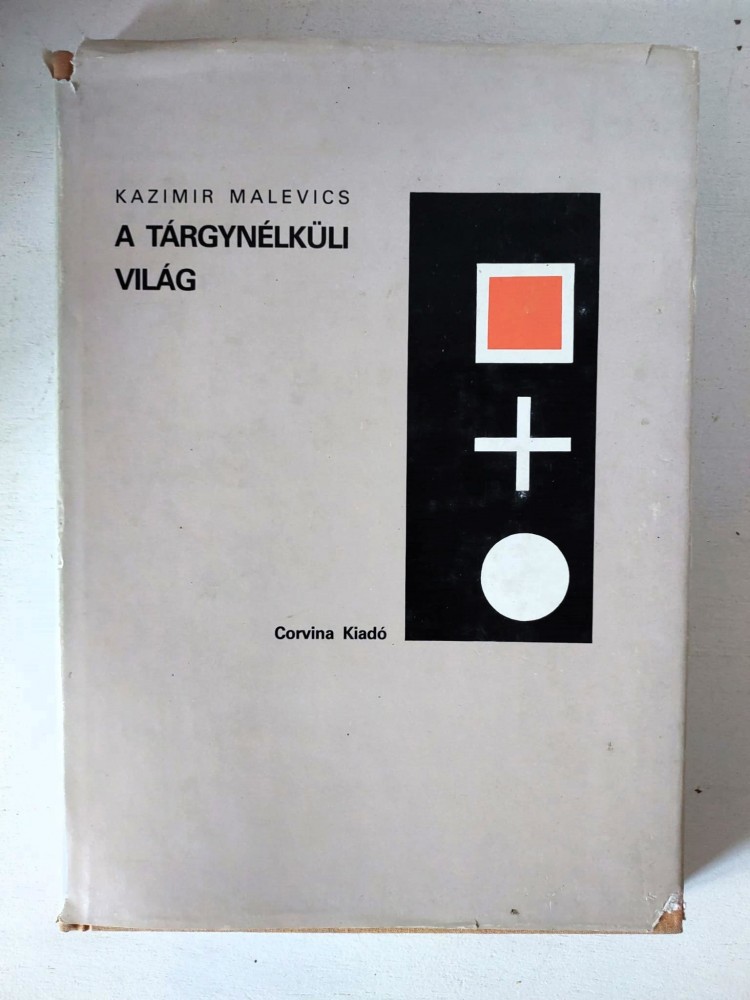 KAZIMIR MALEVICS
A TÁRGYNÉLKÜLI
VILÁG
Corvina Kiadó